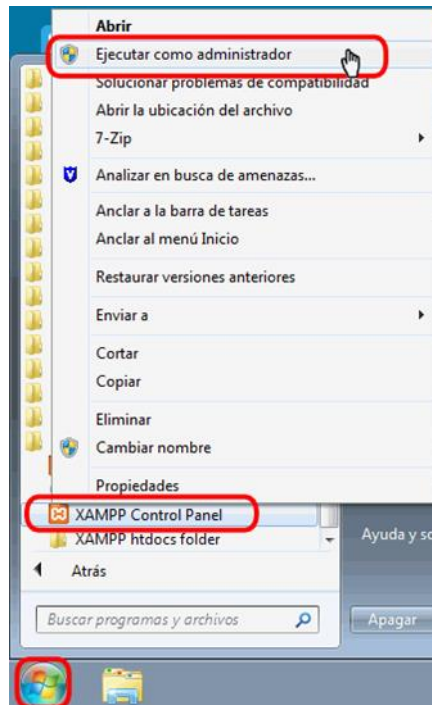 Abrir
Ejecutar como administrador
Solucionar problemas de compatibilidad
Abrir la ubicación del archivo
7-Zip
Analizar en busca de amenazas...
Anclar a la barra de tareas
Anclar al menú Inicio
Restaurar versiones anteriores
Enviar a
Cortar
Copiar
Eliminar
Cambiar nombre
Propiedades
XAMPP Control Panel
XAMPP htdocs folder
Ayuda y so
Atrás
Buscar programas y archivos
Apagar